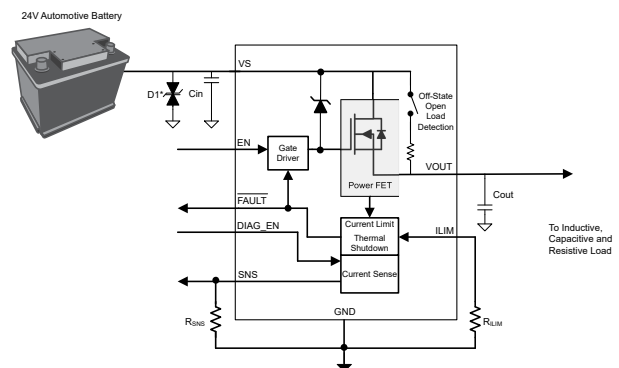 24V Automotive Battery
VS
D1*
Cin
Off-State
Open
Load
Detection
EN
Gate
Driver
VOUT
Power FET
Cout
FAULT
DIAG_EN
Current Limit
Thermal
Shutdown
ILIM
To Inductive,
Capacitive and
Resistive Load
SNS
Current Sense
GND
RSNS
RILIM